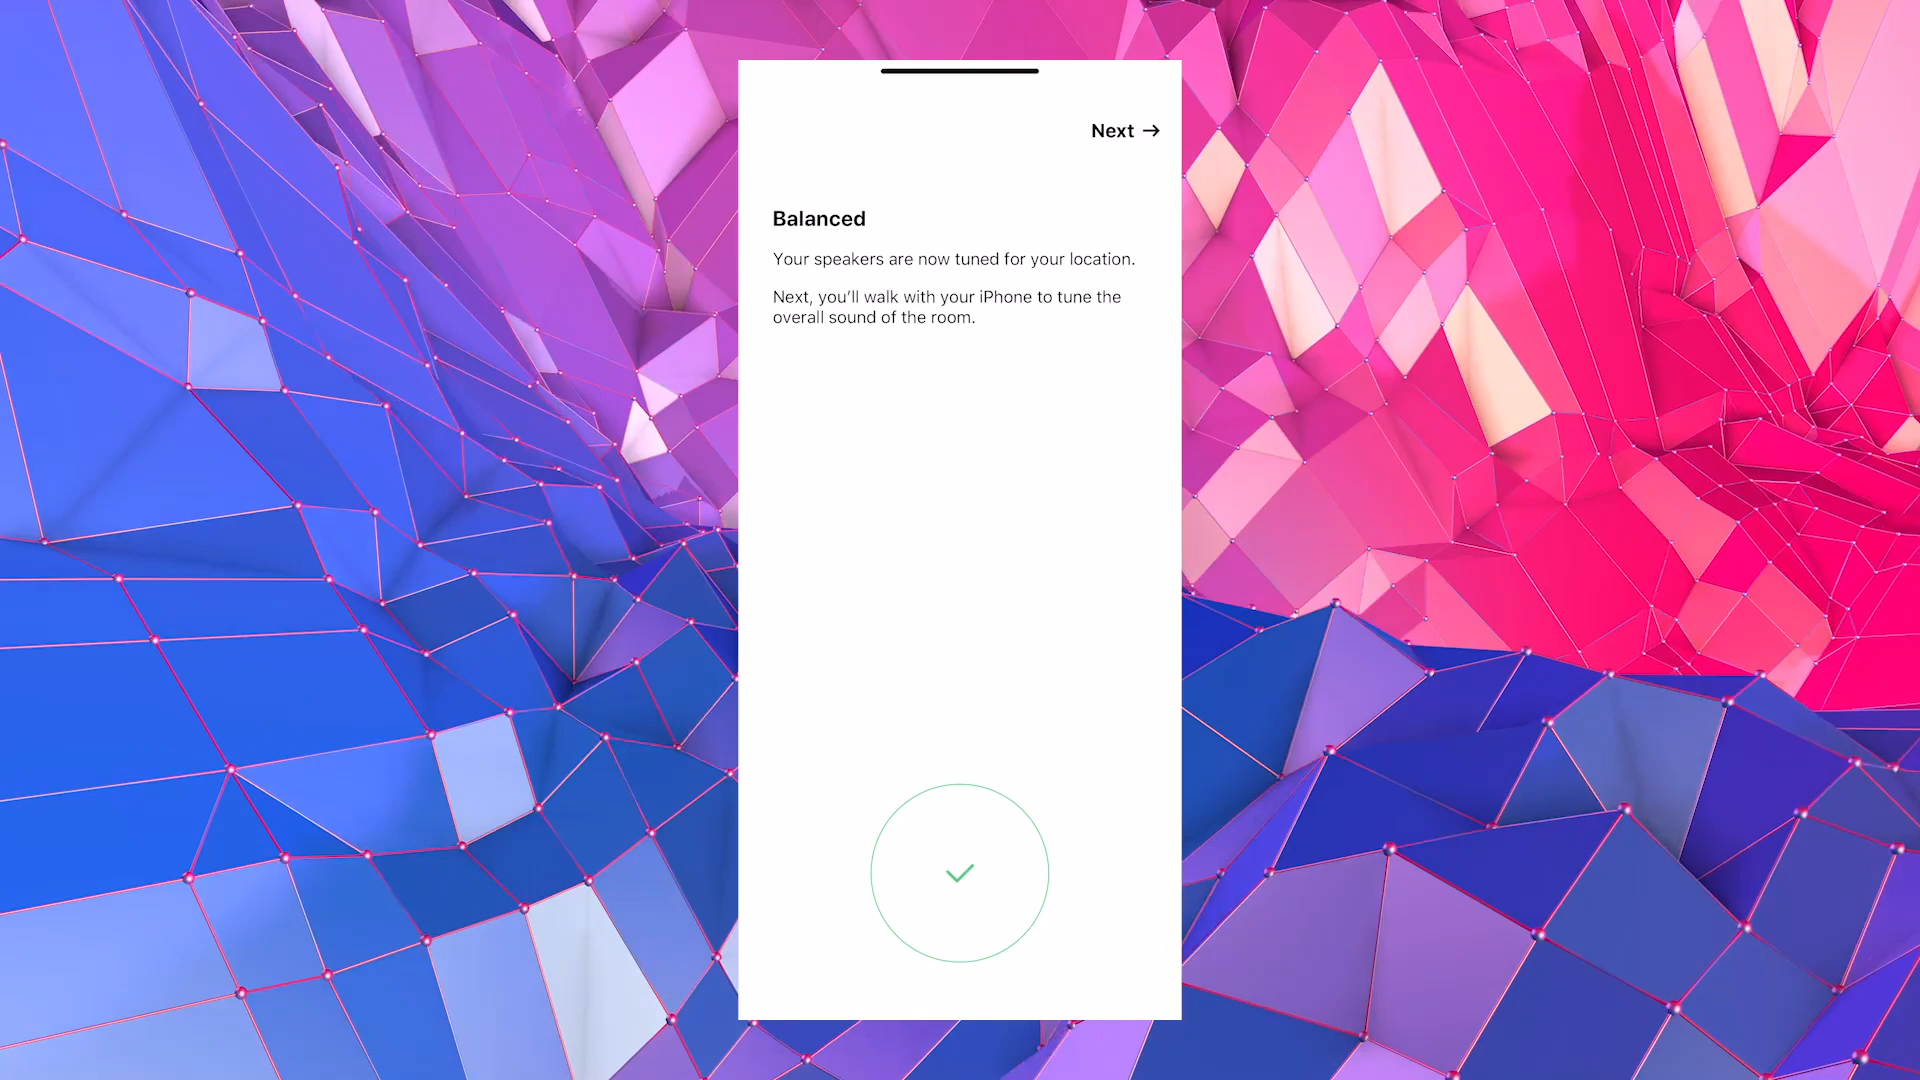 Next →
Balanced
Your speakers are now tuned for your location.
Next, you’ll walk with your iPhone to tune the
overall sound of the room.